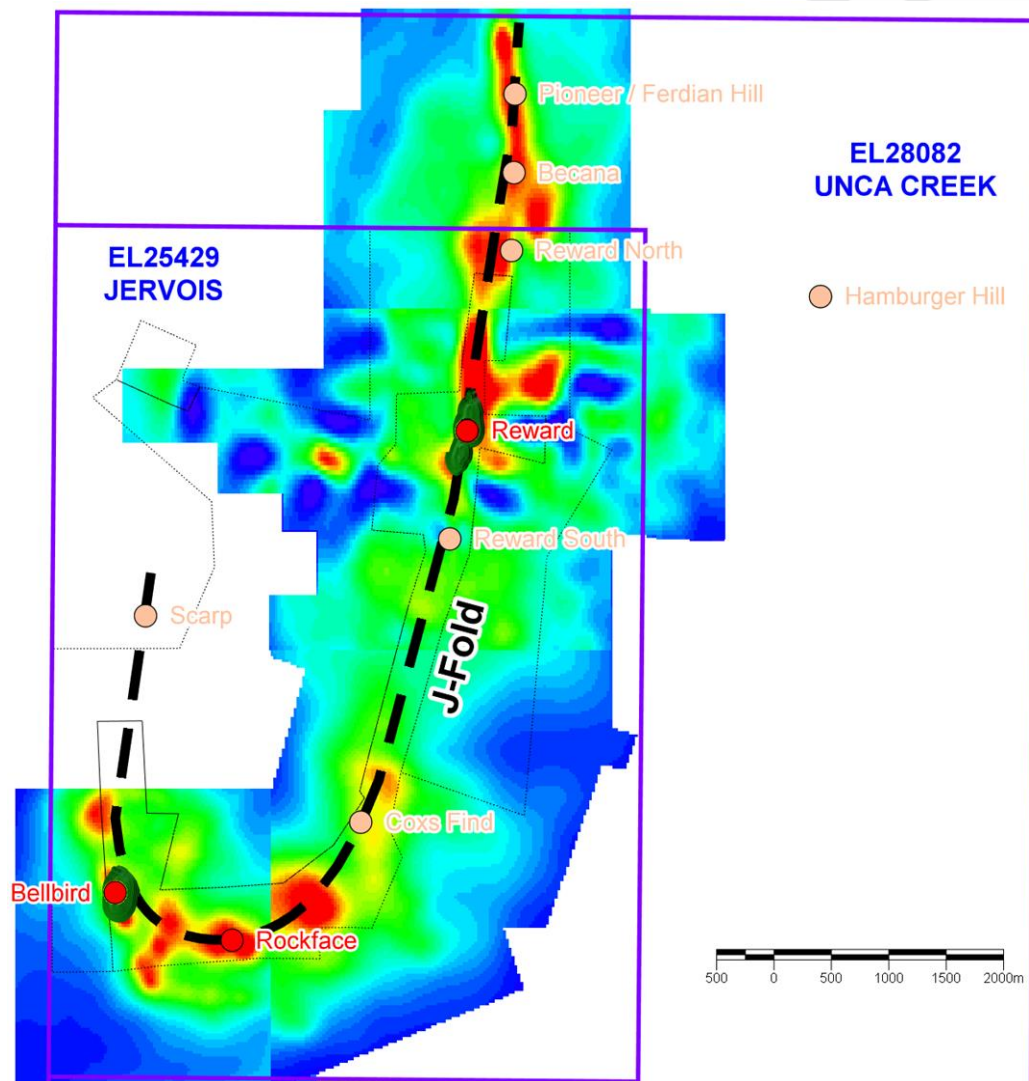 Pioneer / Ferdian Hill
EL28082
UNCA CREEK
Becana
Reward North
EL25429
JERVOIS
Hamburger Hill
Reward
Reward South
Scarp
J-Fold
Coxs Find
Bellbird
Rockface
500 0 500 1000 1500 2000m